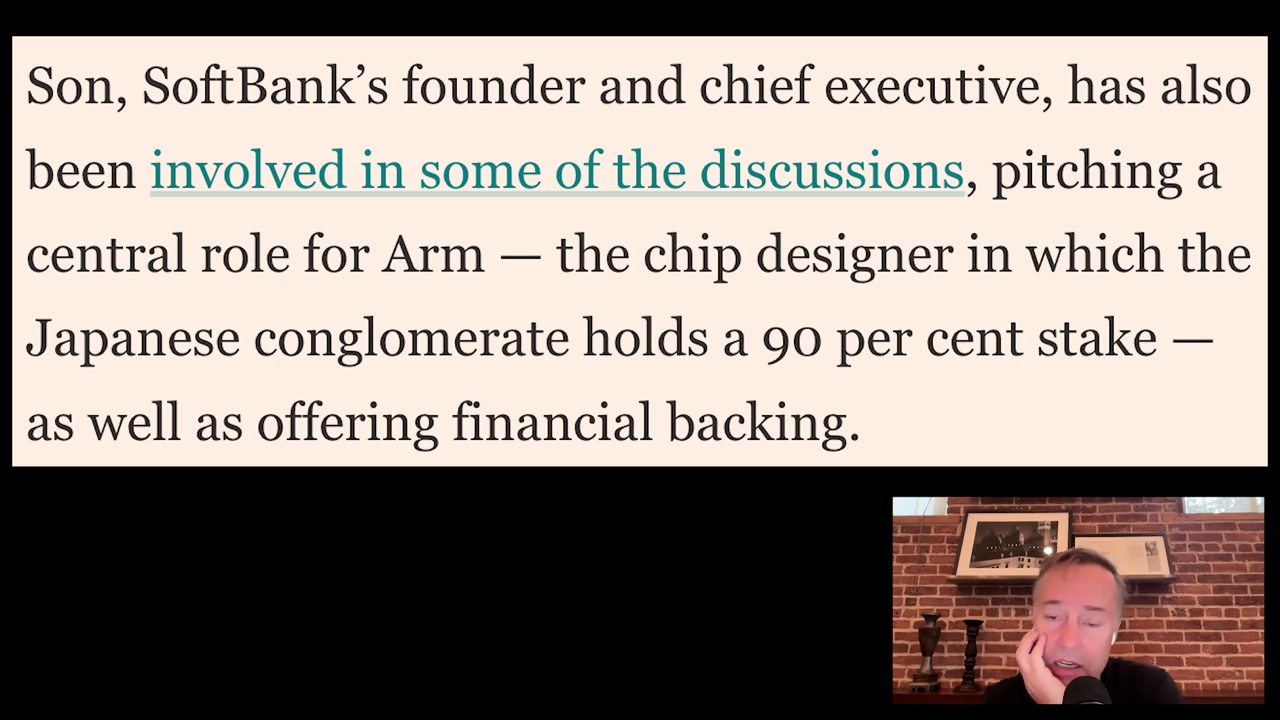 Son, SoftBank’s founder and chief executive, has also
been involved in some of the discussions, pitching a
central role for Arm — the chip designer in which the
Japanese conglomerate holds a 90 per cent stake —
as well as offering financial backing.